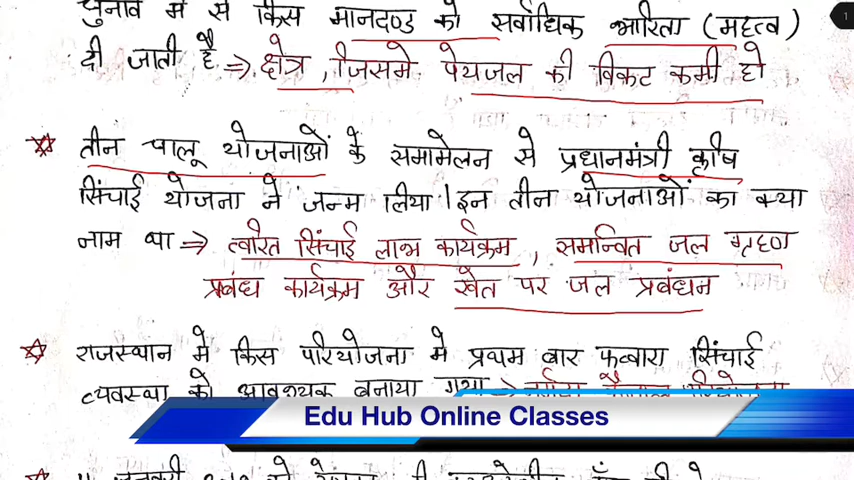 चुनाव में से किस मानदण्ड को सर्वाधिक भारिता (महत्व)
दी जाती है ⇒ क्षेत्र, जिसमे पेयजल की विकट कमी हो
तीन चालू योजनाओं के समामेलन से प्रधानमंत्री कृषि
सिंचाई योजना ने जन्म लिया। इन तीन योजनाओं का क्या
नाम था ⇒ त्वरित सिंचाई लाभ कार्यक्रम, समन्वित जल ग्रहण
प्रबंध कार्यक्रम और खेत पर जल प्रबंधन
राजस्थान में किस परियोजना मे प्रथम बार फव्वारा सिंचाई
व्यवस्था को आवश्यक बनाया गया ⇒
Edu Hub Online Classes
1